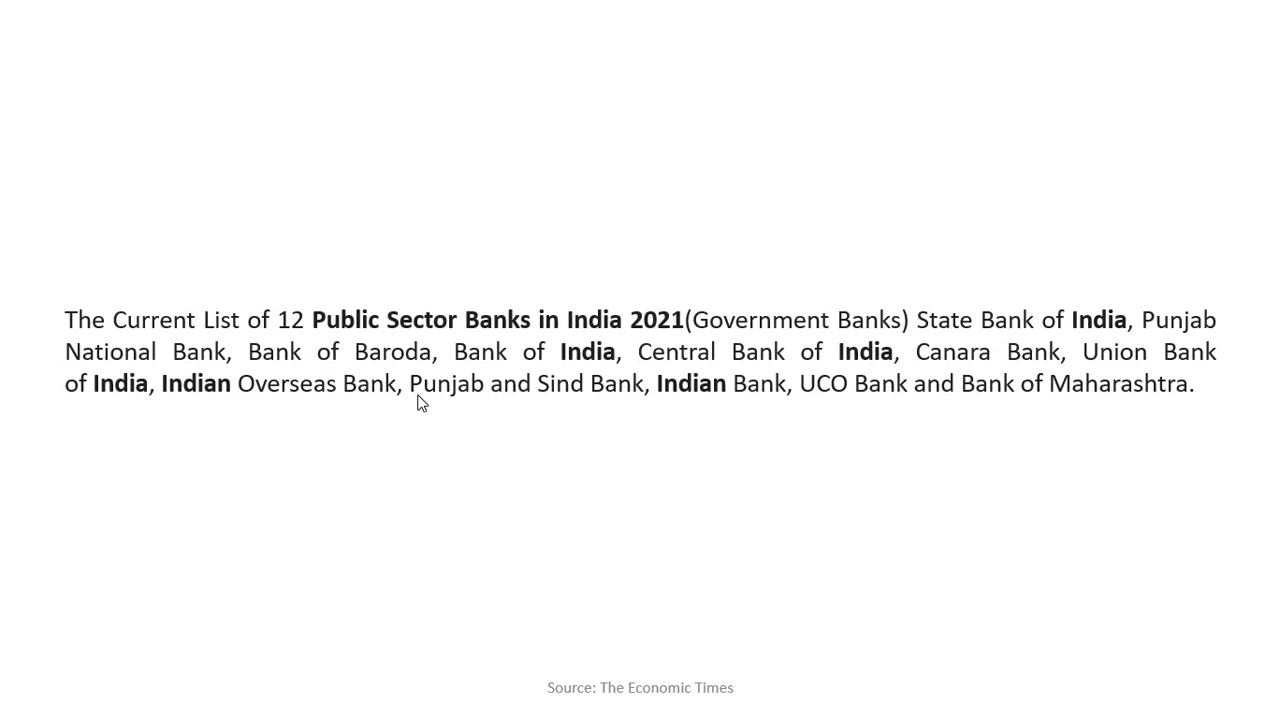 The Current List of 12 Public Sector Banks in India 2021(Government Banks) State Bank of India, Punjab
National Bank, Bank of Baroda, Bank of India, Central Bank of India, Canara Bank, Union Bank
of India, Indian Overseas Bank, Punjab and Sind Bank, Indian Bank, UCO Bank and Bank of Maharashtra.
Source: The Economic Times